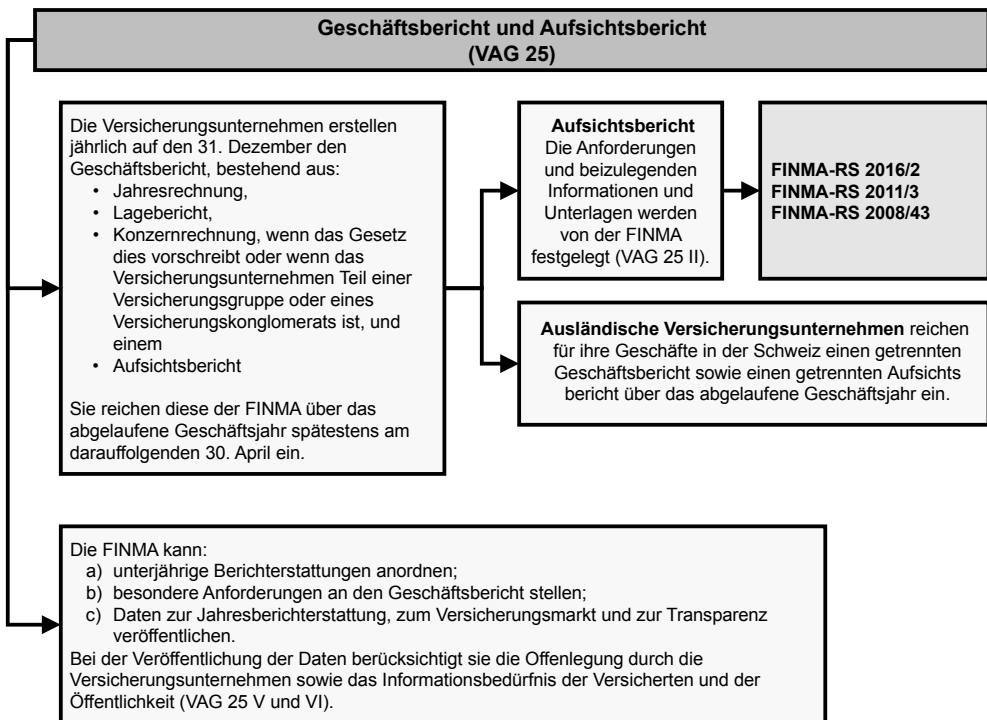 Geschäftsbericht und Aufsichtsbericht
(VAG 25)
Die Versicherungsunternehmen erstellen
jährlich auf den 31. Dezember den
Geschäftsbericht, bestehend aus:
• Jahresrechnung,
• Lagebericht,
• Konzernrechnung, wenn das Gesetz
dies vorschreibt oder wenn das
Versicherungsunternehmen Teil einer
Versicherungsgruppe oder eines
Versicherungskonglomerats ist, und
einem
• Aufsichtsbericht
Sie reichen diese der FINMA über das
abgelaufene Geschäftsjahr spätestens am
darauffolgenden 30. April ein.
Aufsichtsbericht
Die Anforderungen
und beizulegenden
Informationen und
Unterlagen werden
von der FINMA
festgelegt (VAG 25 II).
FINMA-RS 2016/2
FINMA-RS 2011/3
FINMA-RS 2008/43
Ausländische Versicherungsunternehmen reichen
für ihre Geschäfte in der Schweiz einen getrennten
Geschäftsbericht sowie einen getrennten Aufsichts
bericht über das abgelaufene Geschäftsjahr ein.
Die FINMA kann:
a) unterjährige Berichterstattungen anordnen;
b) besondere Anforderungen an den Geschäftsbericht stellen;
c) Daten zur Jahresberichterstattung, zum Versicherungsmarkt und zur Transparenz
veröffentlichen.
Bei der Veröffentlichung der Daten berücksichtigt sie die Offenlegung durch die
Versicherungsunternehmen sowie das Informationsbedürfnis der Versicherten und der
Öffentlichkeit (VAG 25 V und VI).